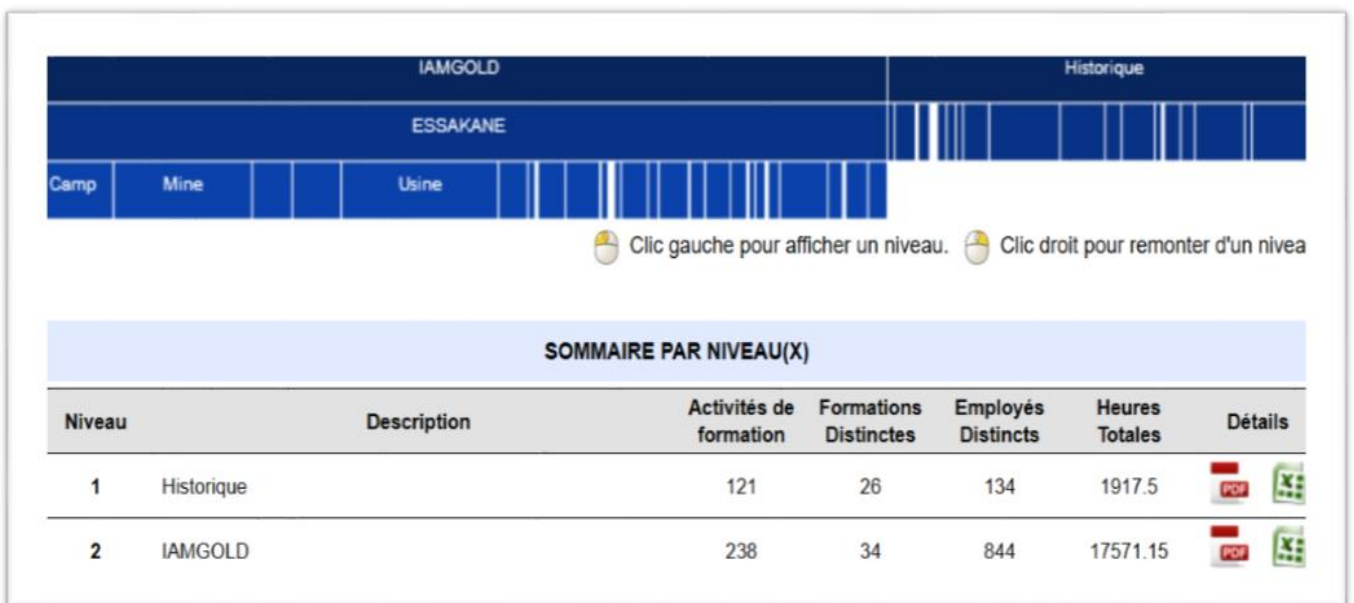 IAMGOLD Historique
ESSAKANE
Camp Mine Usine
Clic gauche pour afficher un niveau. Clic droit pour remonter d'un nivea
SOMMAIRE PAR NIVEAU(X)
Niveau Description Activités de formation Formations Distinctes Employés Distincts Heures Totales Détails
1 Historique 121 26 134 1917.5 PDF
2 IAMGOLD 238 34 844 17571.15 PDF